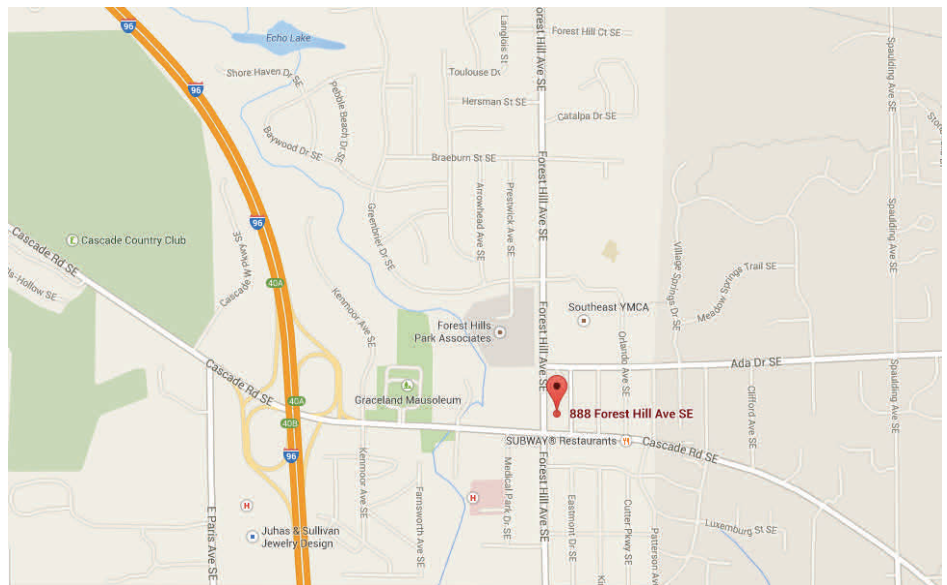 96
Echo Lake
Langlois St
Forest Hill Ave SE
Forest Hill Ct SE
Spaulding Ave SE
Shore Haven Dr SE
Toulouse Dr
96
Pebble Beach Dr SE
Hersman St SE
Catalpa Dr SE
Baywood Dr SE
Braeburn St SE
Forest Hill Ave SE
Arrowhead Ave SE
Prestwick Ave SE
Greenbrier Dr SE
96
Cascade Country Club
Cascade Rd SE
Cascade W Pkwy SE
Village Springs Dr SE
Spaulding Ave SE
Meadow Springs Trail SE
40A
Kenmoor Ave SE
Southeast YMCA
Forest Hills
Park Associates
Forest Hill Ave SE
Orlando Ave SE
Ada Dr SE
Cascade Rd SE
Graceland Mausoleum
40A
888 Forest Hill Ave SE
Clifford Ave SE
Spaulding Ave SE
40B
SUBWAY® Restaurants
Cascade Rd SE
96
Kenmoor Ave SE
Farnsworth Ave SE
Medical Park Dr SE
Forest Hill Ave SE
H
H
E Paris Ave SE
Eastmont Dr SE
Cutter Pkwy SE
Patterson Ave
Luxemburg St SE
Juhas & Sullivan
Jewelry Design